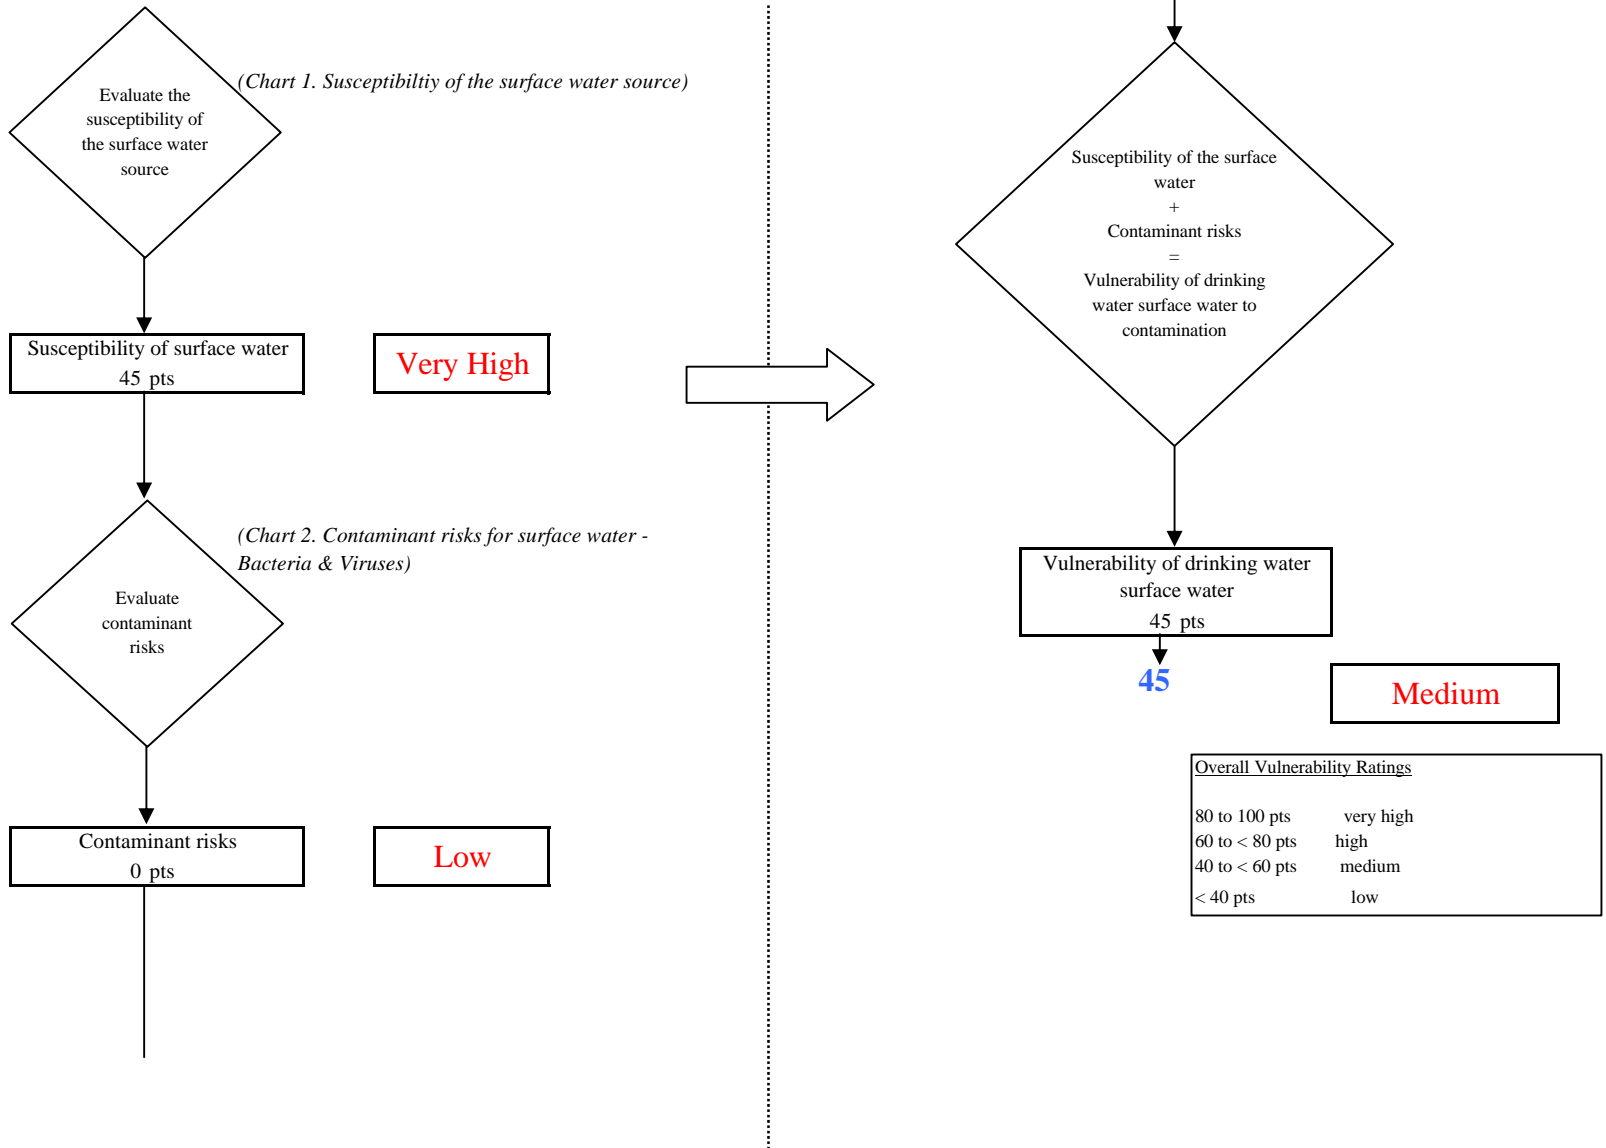 Evaluate the
susceptibility of
the surface water
source
(Chart 1. Susceptibiltiy of the surface water source)
Susceptibility of surface water
45 pts
Very High
(Chart 2. Contaminant risks for surface water -
Bacteria & Viruses)
Evaluate
contaminant
risks
Contaminant risks
0 pts
Low
Susceptibility of the surface
water
+
Contaminant risks
=
Vulnerability of drinking
water surface water to
contamination
Vulnerability of drinking water
surface water
45 pts
45
Medium
Overall Vulnerability Ratings
80 to 100 pts very high
60 to < 80 pts high
40 to < 60 pts medium
< 40 pts low